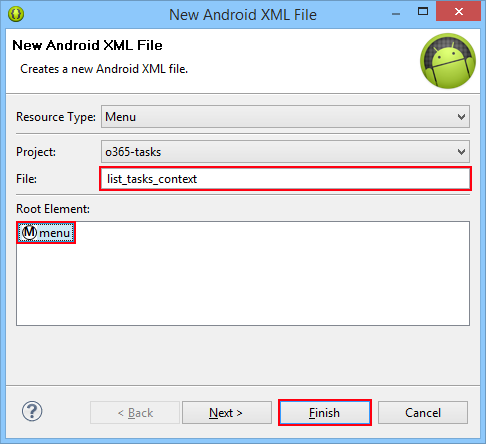 New Android XML File
New Android XML File
Creates a new Android XML file.
Resource Type: Menu
Project: o365-tasks
File: list_tasks_context
Root Element:
M menu
? < Back Next > Finish Cancel